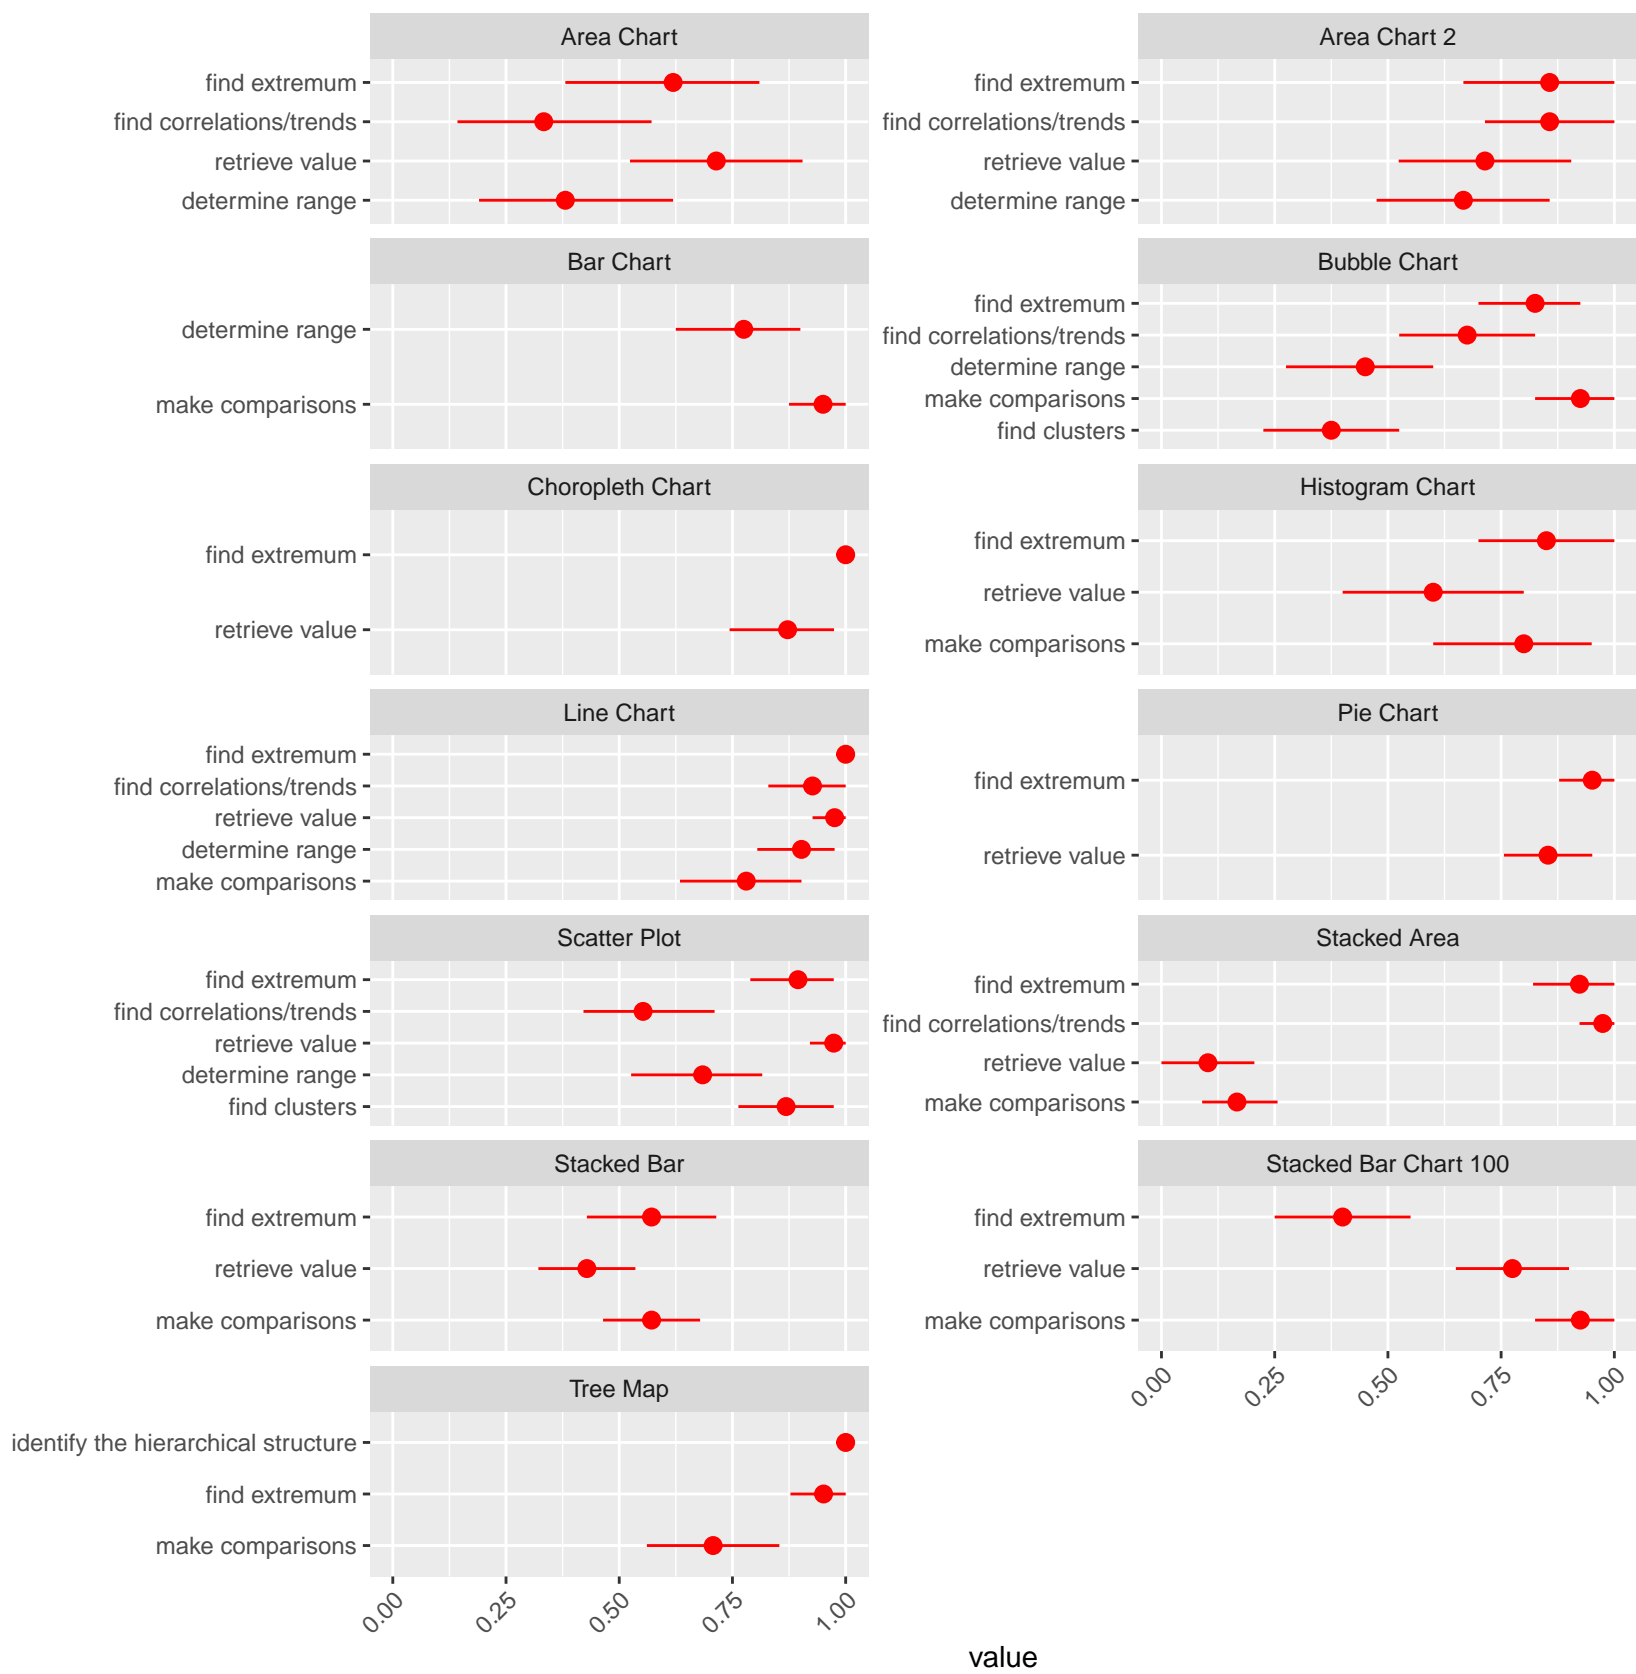 Area Chart
find extremum
find correlations/trends
retrieve value
determine range
Area Chart 2
find extremum
find correlations/trends
retrieve value
determine range
Bar Chart
determine range
make comparisons
Bubble Chart
find extremum
find correlations/trends
determine range
make comparisons
find clusters
Choropleth Chart
find extremum
retrieve value
Histogram Chart
find extremum
retrieve value
make comparisons
Line Chart
find extremum
find correlations/trends
retrieve value
determine range
make comparisons
Pie Chart
find extremum
retrieve value
Scatter Plot
find extremum
find correlations/trends
retrieve value
determine range
find clusters
Stacked Area
find extremum
find correlations/trends
retrieve value
make comparisons
Stacked Bar
find extremum
retrieve value
make comparisons
Stacked Bar Chart 100
find extremum
retrieve value
make comparisons
0.00 0.25 0.50 0.75 1.00
Tree Map
identify the hierarchical structure
find extremum
make comparisons
0.00 0.25 0.50 0.75 1.00
value